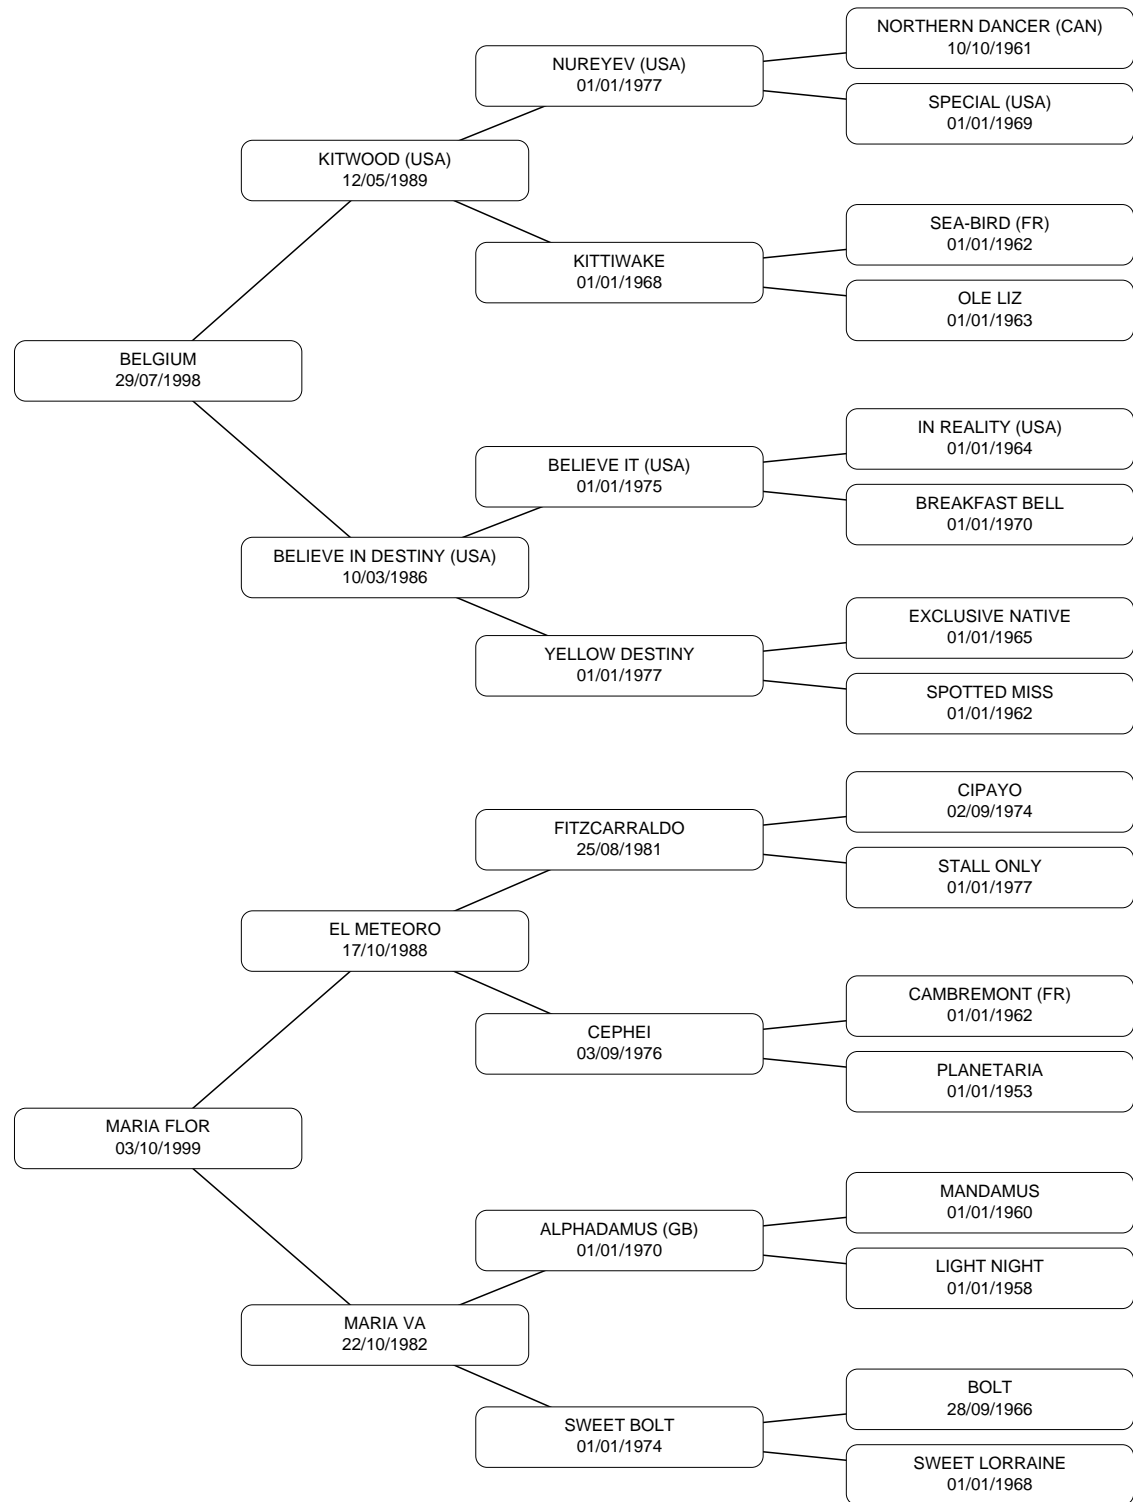 NORTHERN DANCER (CAN)
10/10/1961
NUREYEV (USA)
01/01/1977
SPECIAL (USA)
01/01/1969
KITWOOD (USA)
12/05/1989
SEA-BIRD (FR)
01/01/1962
KITTIWAKE
01/01/1968
OLE LIZ
01/01/1963
BELGIUM
29/07/1998
IN REALITY (USA)
01/01/1964
BELIEVE IT (USA)
01/01/1975
BREAKFAST BELL
01/01/1970
BELIEVE IN DESTINY (USA)
10/03/1986
EXCLUSIVE NATIVE
01/01/1965
YELLOW DESTINY
01/01/1977
SPOTTED MISS
01/01/1962
CIPAYO
02/09/1974
FITZCARRALDO
25/08/1981
STALL ONLY
01/01/1977
EL METEORO
17/10/1988
CAMBREMONT (FR)
01/01/1962
CEPHEI
03/09/1976
PLANETARIA
01/01/1953
MARIA FLOR
03/10/1999
MANDAMUS
01/01/1960
ALPHADAMUS (GB)
01/01/1970
LIGHT NIGHT
01/01/1958
MARIA VA
22/10/1982
BOLT
28/09/1966
SWEET BOLT
01/01/1974
SWEET LORRAINE
01/01/1968